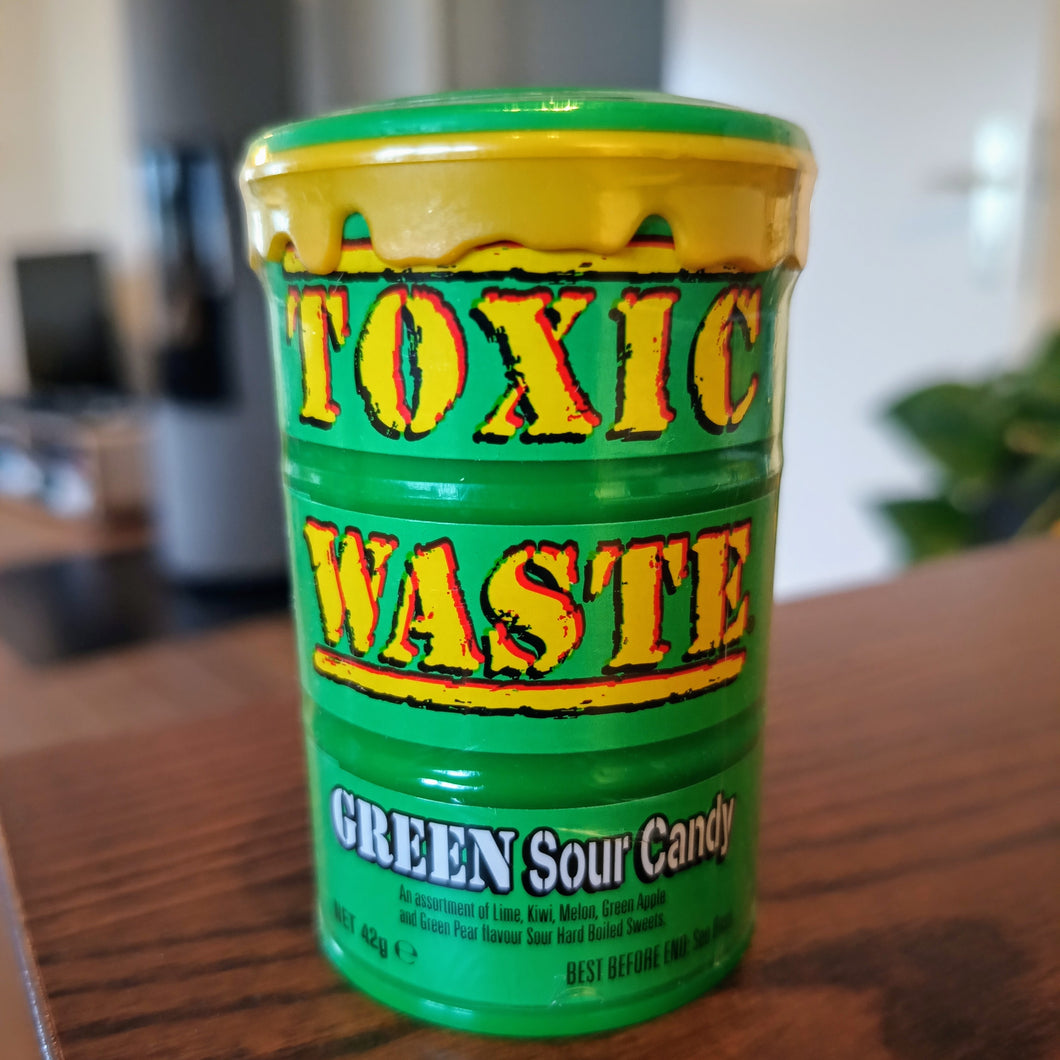 TOXIC
WASTE
GREEN Sour Candy
An assortment of Lime, Kiwi, Melon, Green Apple
and Green Pear flavour Sour Hard Boiled Sweets.
NET 42g ℮
BEST BEFORE END: See